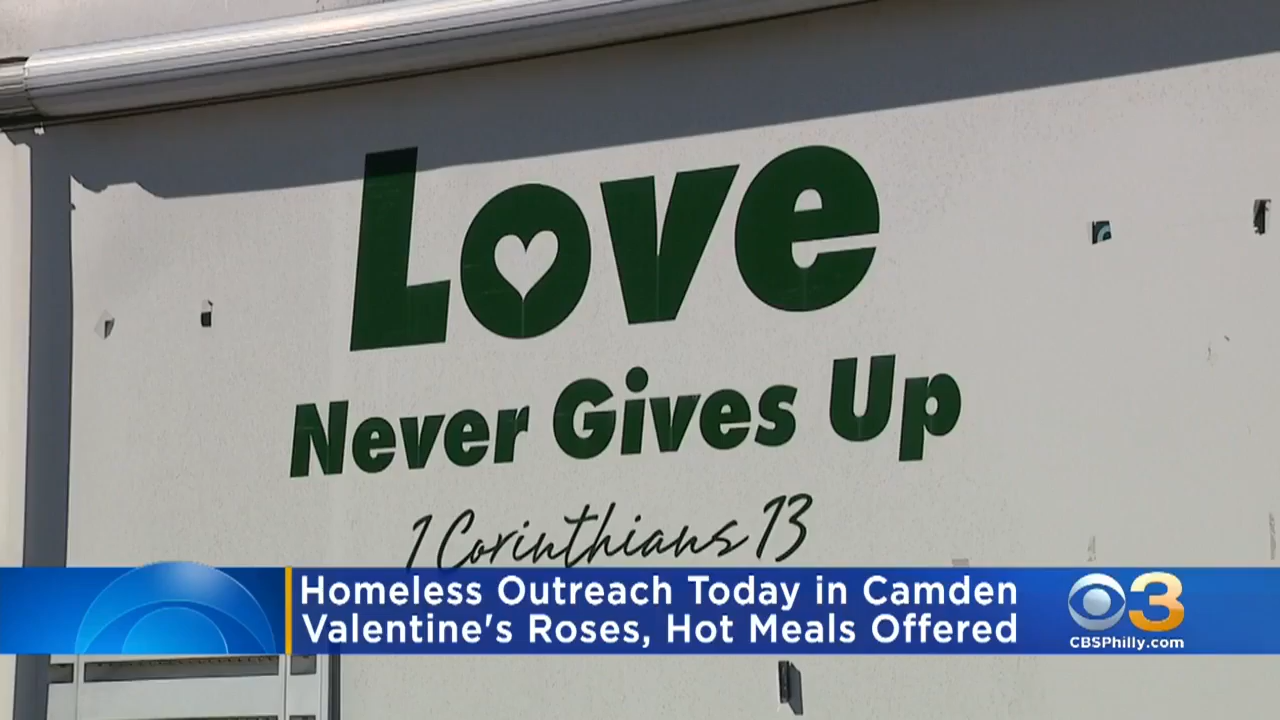 Love
Never Gives Up
1 Corinthians 13
Homeless Outreach Today in Camden
Valentine's Roses, Hot Meals Offered
3
CBSPhilly.com